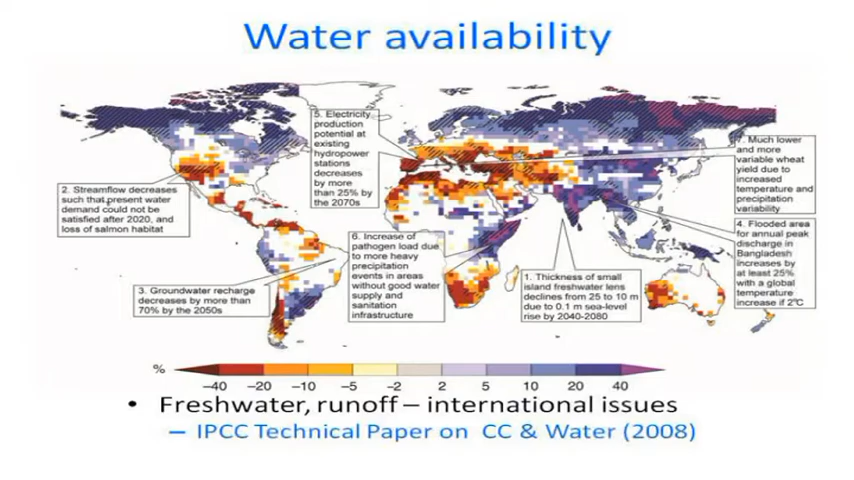 Water availability
5. Electricity
production
potential at
existing
hydropower
stations
decreases
by more
than 25% by
the 2070s
7. Much lower
and more
variable wheat
yield due to
increased
temperature and
precipitation
variability
2. Streamflow decreases
such that present water
demand could not be
satisfied after 2020, and
loss of salmon habitat
6. Increase of
pathogen load due
to more heavy
precipitation
events in areas
without good water
supply and
sanitation
infrastructure
4. Flooded area
for annual peak
discharge in
Bangladesh
increases by
at least 25%
with a global
temperature
increase if 2℃
1. Thickness of small
island freshwater lens
declines from 25 to 10 m
due to 0.1 m sea-level
rise by 2040-2080
3. Groundwater recharge
decreases by more than
70% by the 2050s
%
–40 –20 –10 –5 –2 2 5 10 20 40
• Freshwater, runoff – international issues
– IPCC Technical Paper on CC & Water (2008)